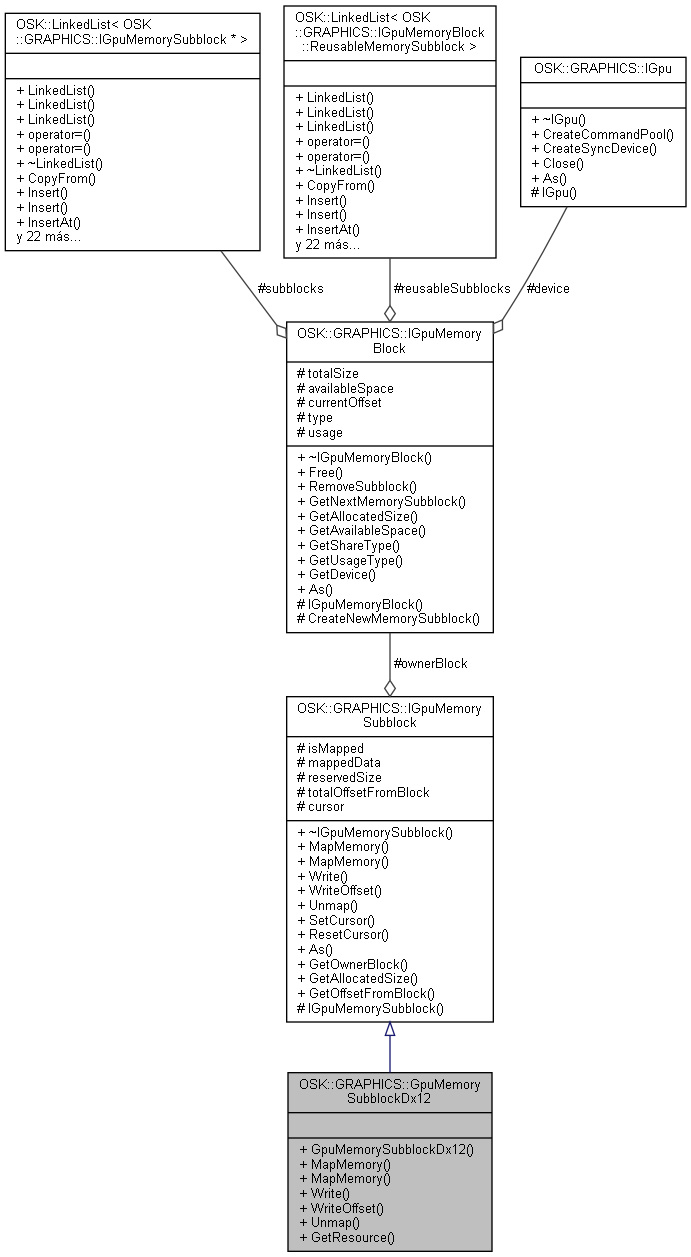 OSK::LinkedList< OSK
::GRAPHICS::IGpuMemorySubblock * >
+ LinkedList()
+ LinkedList()
+ LinkedList()
+ operator=()
+ operator=()
+ ~LinkedList()
+ CopyFrom()
+ Insert()
+ Insert()
+ InsertAt()
y 22 más...
OSK::LinkedList< OSK
::GRAPHICS::IGpuMemoryBlock
::ReusableMemorySubblock >
+ LinkedList()
+ LinkedList()
+ LinkedList()
+ operator=()
+ operator=()
+ ~LinkedList()
+ CopyFrom()
+ Insert()
+ Insert()
+ InsertAt()
y 22 más...
OSK::GRAPHICS::IGpu
+ ~IGpu()
+ CreateCommandPool()
+ CreateSyncDevice()
+ Close()
+ As()
# IGpu()
#subblocks
#reusableSubblocks
#device
OSK::GRAPHICS::IGpuMemory
Block
# totalSize
# availableSpace
# currentOffset
# type
# usage
+ ~IGpuMemoryBlock()
+ Free()
+ RemoveSubblock()
+ GetNextMemorySubblock()
+ GetAllocatedSize()
+ GetAvailableSpace()
+ GetShareType()
+ GetUsageType()
+ GetDevice()
+ As()
# IGpuMemoryBlock()
# CreateNewMemorySubblock()
#ownerBlock
OSK::GRAPHICS::IGpuMemory
Subblock
# isMapped
# mappedData
# reservedSize
# totalOffsetFromBlock
# cursor
+ ~IGpuMemorySubblock()
+ MapMemory()
+ MapMemory()
+ Write()
+ WriteOffset()
+ Unmap()
+ SetCursor()
+ ResetCursor()
+ As()
+ GetOwnerBlock()
+ GetAllocatedSize()
+ GetOffsetFromBlock()
# IGpuMemorySubblock()
OSK::GRAPHICS::GpuMemory
SubblockDx12
+ GpuMemorySubblockDx12()
+ MapMemory()
+ MapMemory()
+ Write()
+ WriteOffset()
+ Unmap()
+ GetResource()